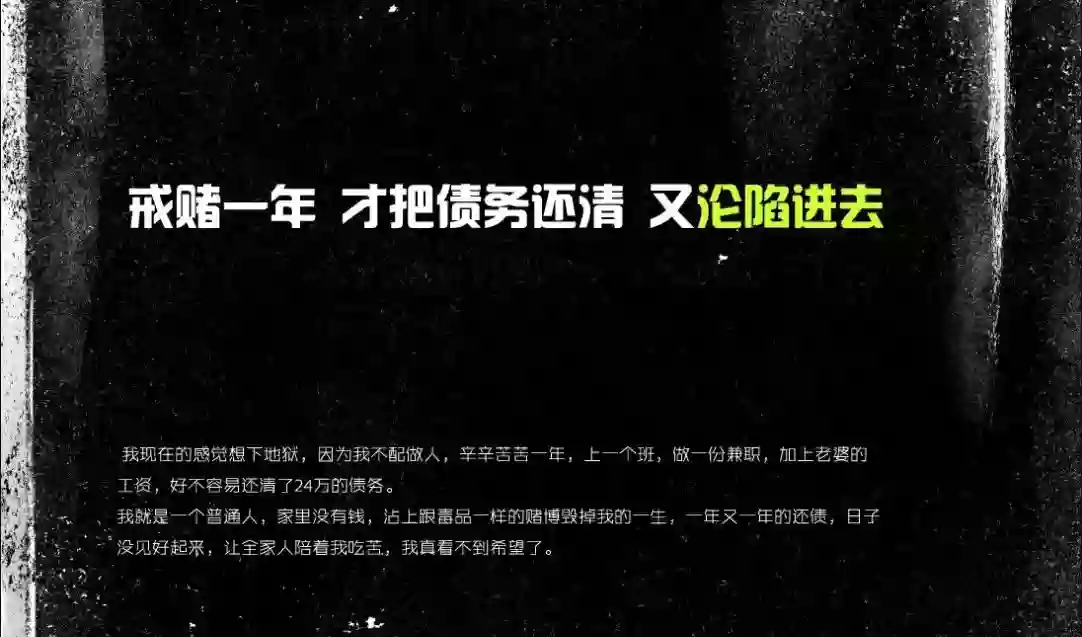 戒赌一年 才把债务还清 又沦陷进去
我现在的感觉想下地狱，因为我不配做人，辛辛苦苦一年，上一个班，做一份兼职，加上老婆的
工资，好不容易还清了24万的债务。
我就是一个普通人，家里没有钱，沾上跟毒品一样的赌博毁掉我的一生，一年又一年的还债，日子
没见好起来，让全家人陪着我吃苦，我真看不到希望了。